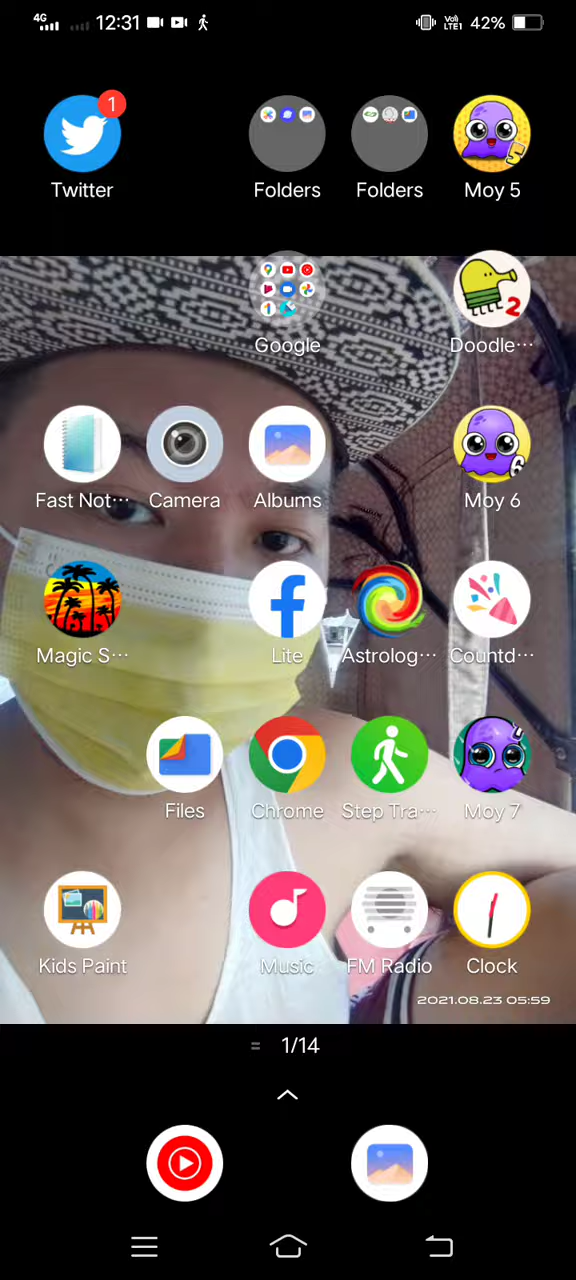 4G 12:31 VoI) LTE1 42%
1
Twitter Folders Folders Moy 5
Google Doodle···
Fast Not··· Camera Albums Moy 6
Magic S··· Lite Astrolog··· Countd···
Files Chrome Step Tra··· Moy 7
Kids Paint Music FM Radio Clock
2021.08.23 05:59
1/14